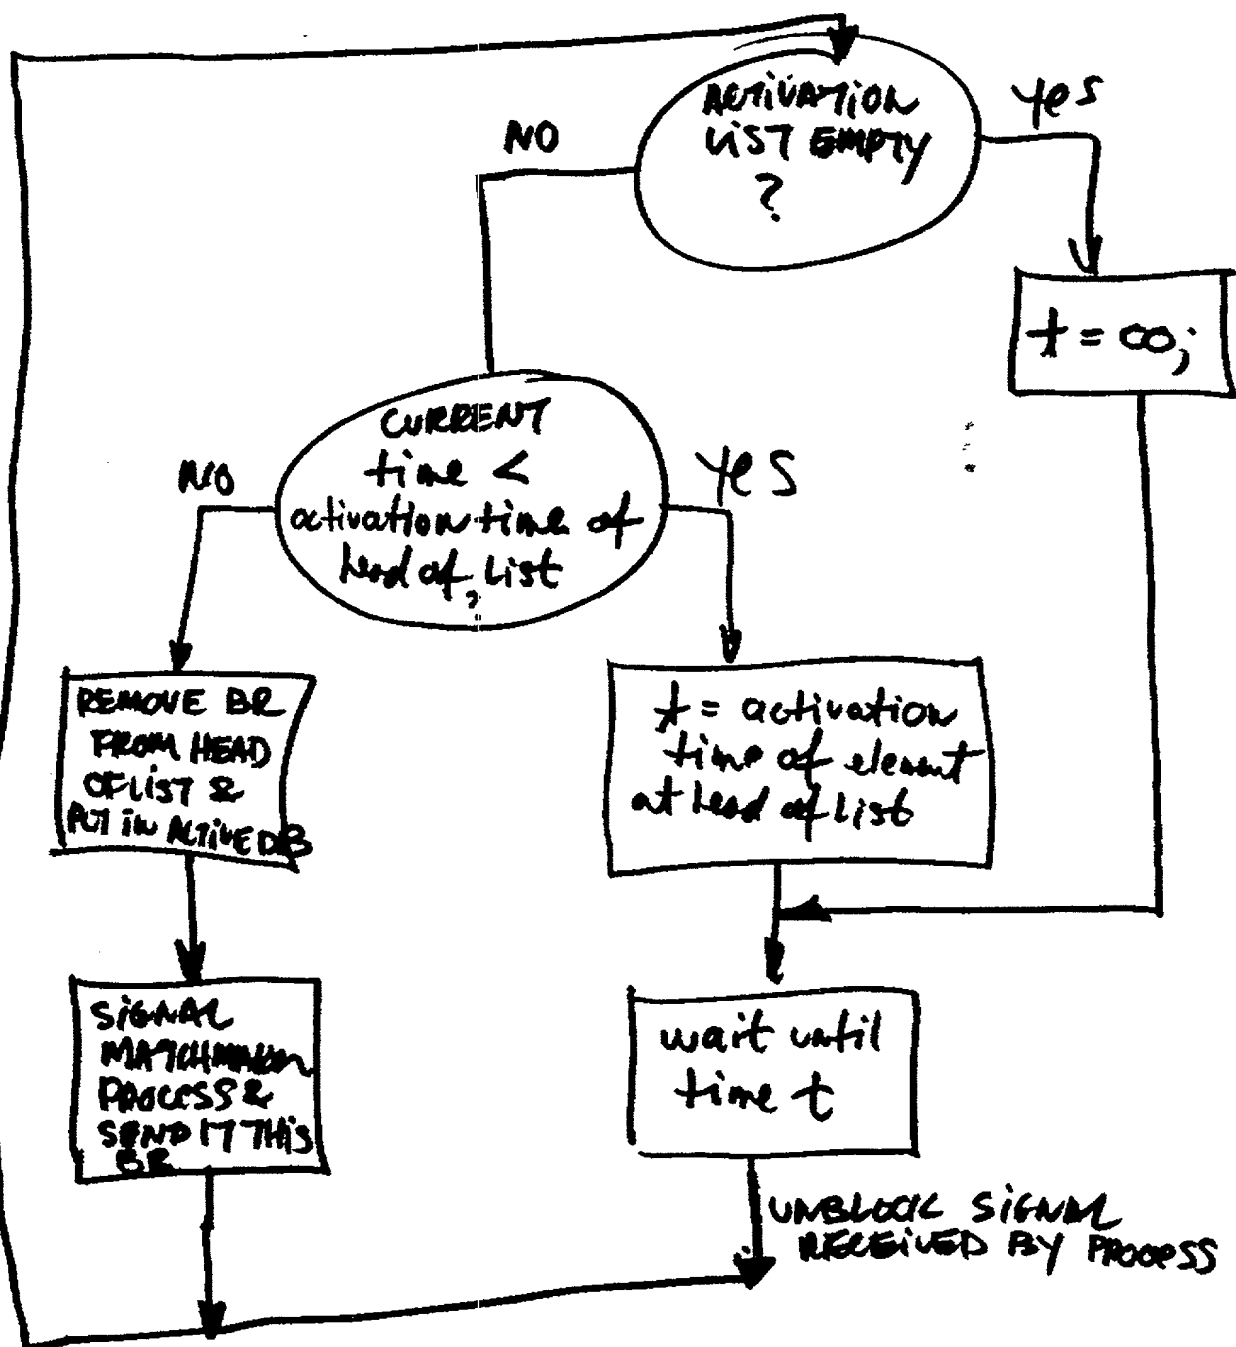 ACTIVATION
LIST EMPTY
?
NO
Yes
t = ∞;
CURRENT
time <
activation time of
head of list
?
NO
Yes
REMOVE BR
FROM HEAD
OF LIST &
PUT IN ACTIVE DB
t = activation
time of element
at head of list
SIGNAL
MATCHMAKER
PROCESS &
SEND IT THIS
BR
wait until
time t
UNBLOCK SIGNAL
RECEIVED BY PROCESS